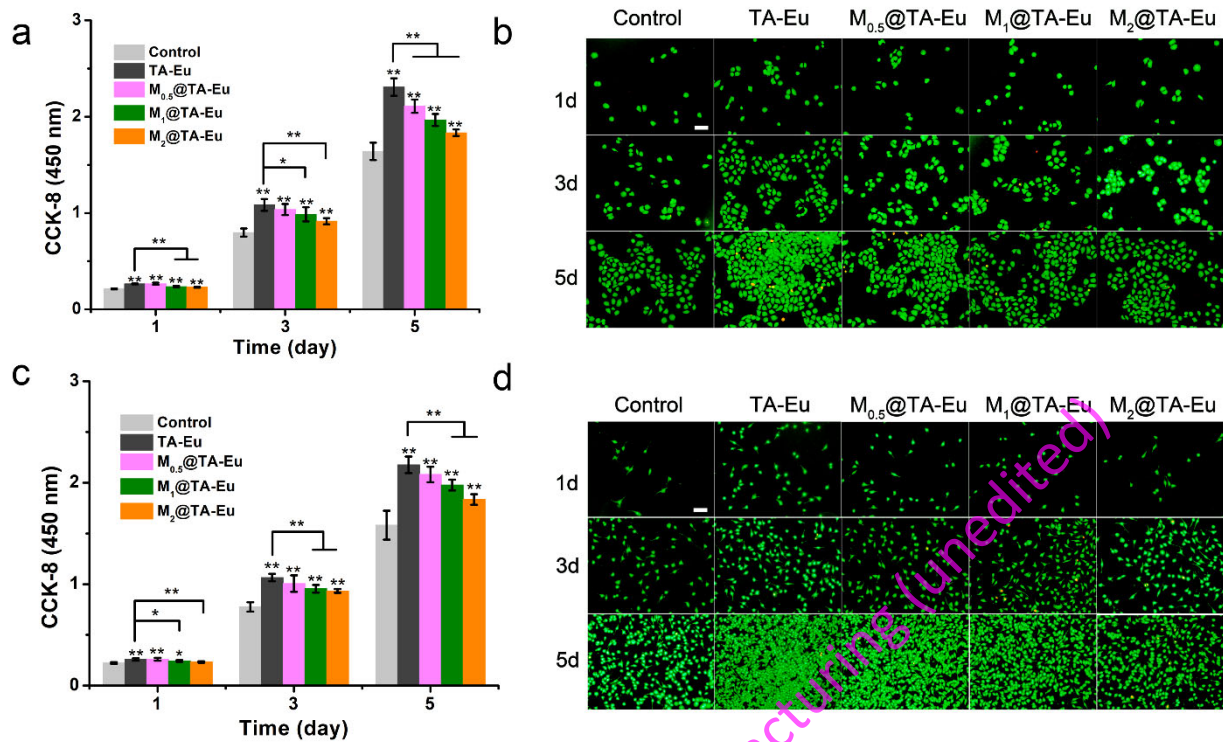 a
3
2
1
0
CCK-8 (450 nm)
Control
TA-Eu
M0.5@TA-Eu
M1@TA-Eu
M2@TA-Eu
**
** ** ** **
**
*
** ** ** **
**
** ** ** **
1 3 5
Time (day)
b
Control TA-Eu M0.5@TA-Eu M1@TA-Eu M2@TA-Eu
1d
3d
5d
c
3
2
1
0
CCK-8 (450 nm)
Control
TA-Eu
M0.5@TA-Eu
M1@TA-Eu
M2@TA-Eu
**
*
** ** *
**
** ** ** **
**
** ** ** **
1 3 5
Time (day)
d
Control TA-Eu M0.5@TA-Eu M1@TA-Eu M2@TA-Eu
1d
3d
5d
cturing (unedited)